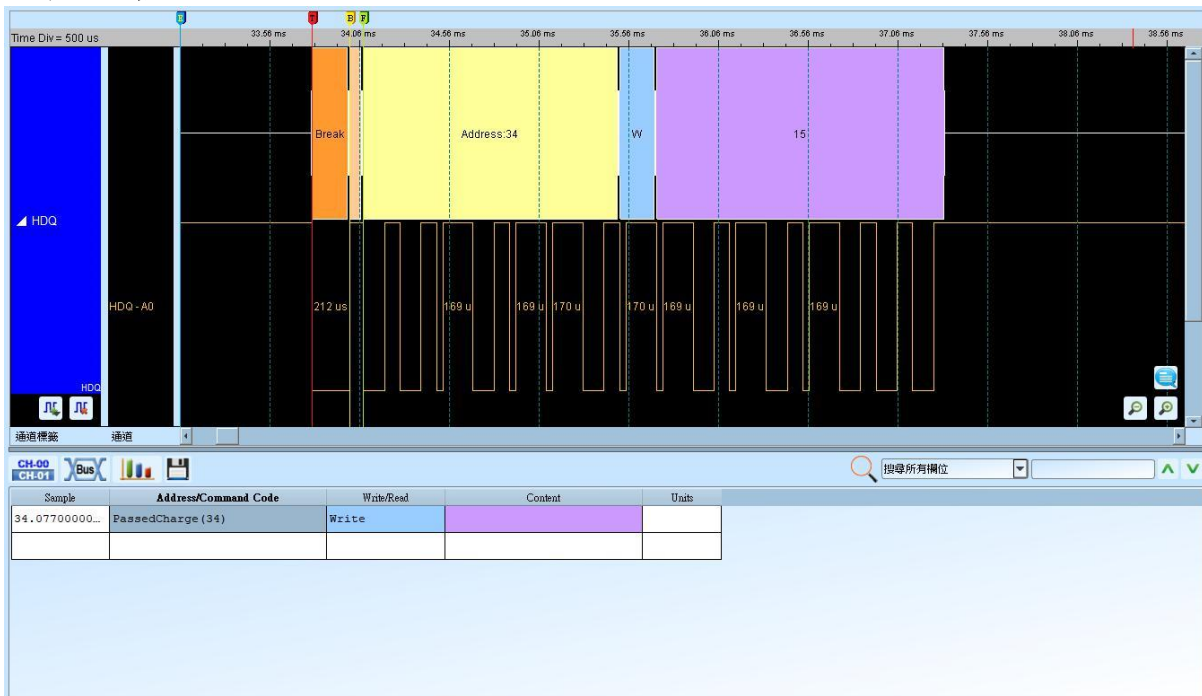 E T B F
Time Div = 500 us 33.56 ms 34.06 ms 34.56 ms 35.06 ms 35.56 ms 36.06 ms 36.56 ms 37.06 ms 37.56 ms 38.06 ms 38.56 ms
Break Address:34 W 15
HDQ
HDQ - A0 212 us 169 u 169 u 170 u 170 u 169 u 169 u 169 u
HDQ
通道標籤 通道
CH-00 Bus 搜尋所有欄位
CH-01
Sample Address/Command Code Write/Read Content Units
34.07700000... PassedCharge(34) Write